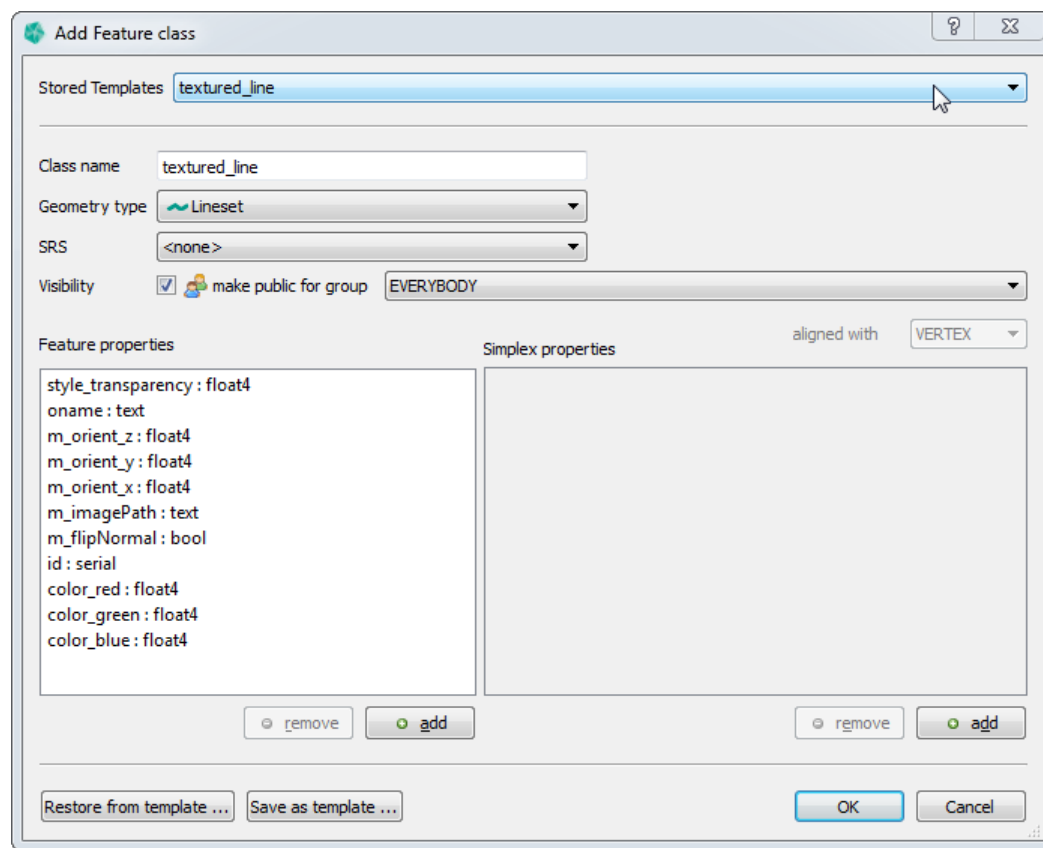 Add Feature class
Stored Templates textured_line
Class name textured_line
Geometry type Lineset
SRS <none>
Visibility make public for group EVERYBODY
aligned with VERTEX
Feature properties
Simplex properties
style_transparency : float4
oname : text
m_orient_z : float4
m_orient_y : float4
m_orient_x : float4
m_imagePath : text
m_flipNormal : bool
id : serial
color_red : float4
color_green : float4
color_blue : float4
remove add remove add
Restore from template ... Save as template ... OK Cancel